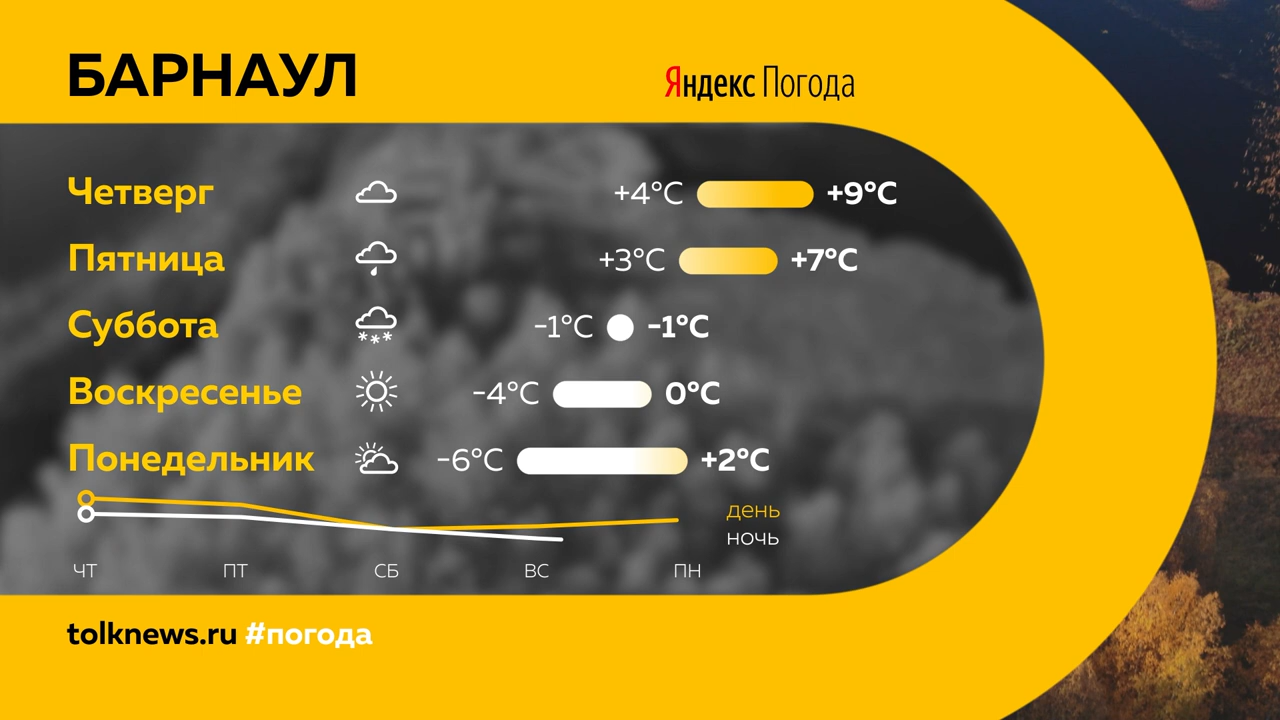 БАРНАУЛ
Яндекс Погода
Четверг +4°C +9°C
Пятница +3°C +7°C
Суббота -1°C -1°C
Воскресенье -4°C 0°C
Понедельник -6°C +2°C
день
ночь
ЧТ ПТ СБ ВС ПН
tolknews.ru #погода